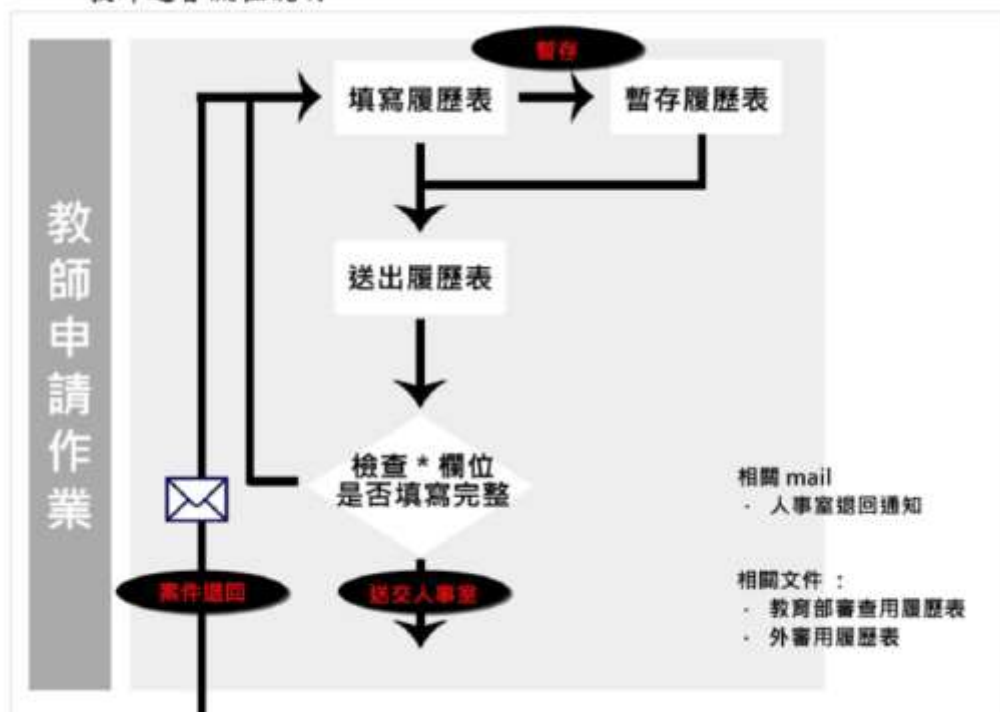 暫存
填寫履歷表
暫存履歷表
教師申請作業
送出履歷表
檢查 * 欄位
是否填寫完整
相關 mail
· 人事室退回通知
案件退回
送交人事室
相關文件 :
· 教育部審查用履歷表
· 外審用履歷表